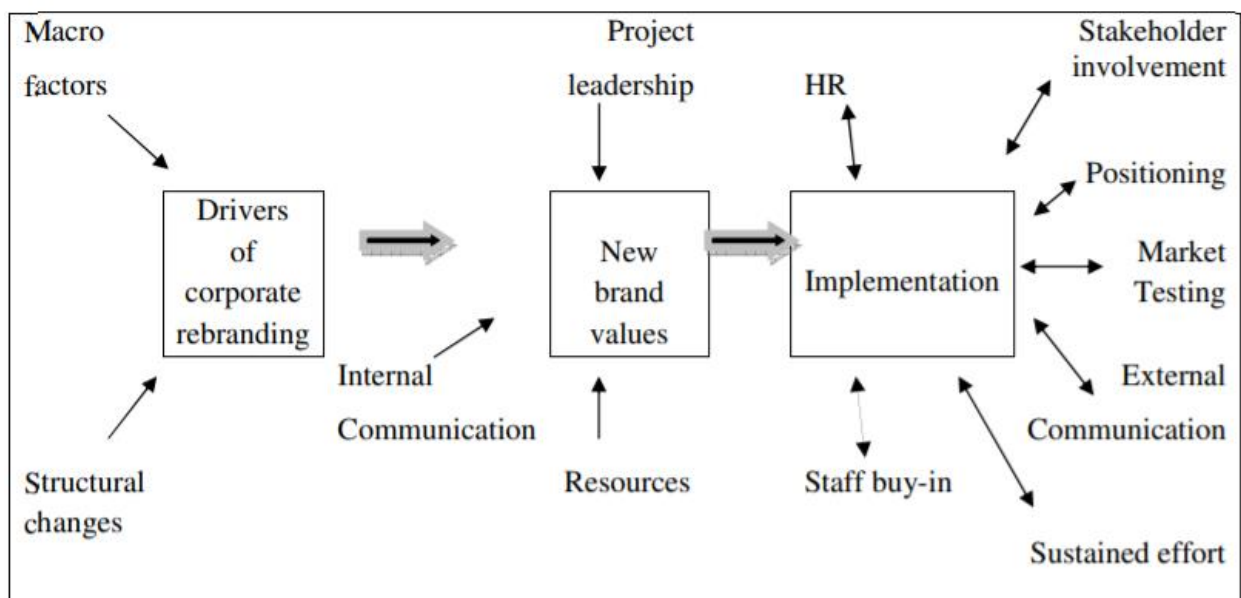 Macro
factors
Project
leadership
HR
Stakeholder
involvement
Positioning
Drivers
of
corporate
rebranding
New
brand
values
Implementation
Market
Testing
Internal
Communication
External
Communication
Structural
changes
Resources
Staff buy-in
Sustained effort